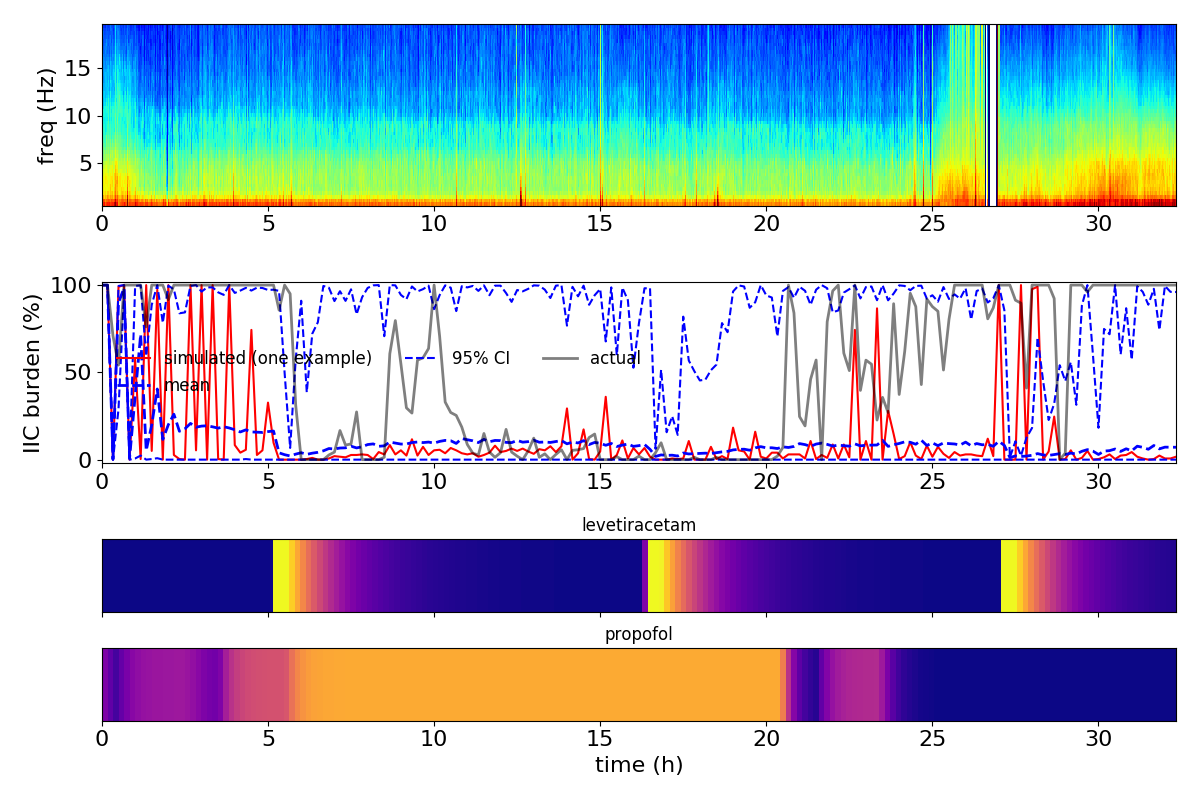 freq (Hz)
15
10
5
0 5 10 15 20 25 30
IIC burden (%)
100
50
0
simulated (one example) 95% CI actual
mean
0 5 10 15 20 25 30
levetiracetam
propofol
0 5 10 15 20 25 30
time (h)